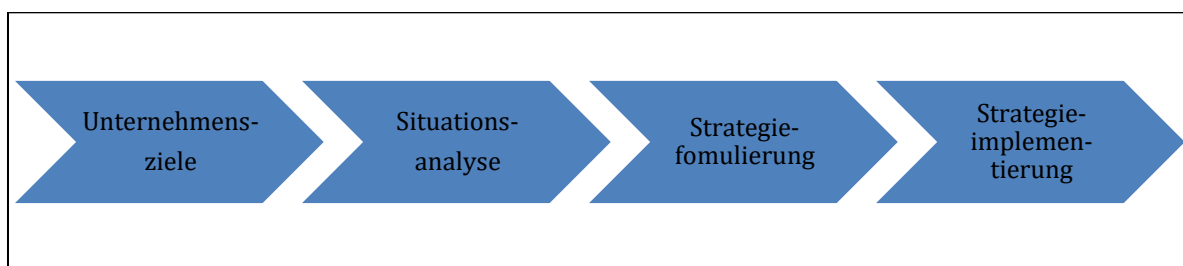 Unternehmens-
ziele
Situations-
analyse
Strategie-
fomulierung
Strategie-
implemen-
tierung